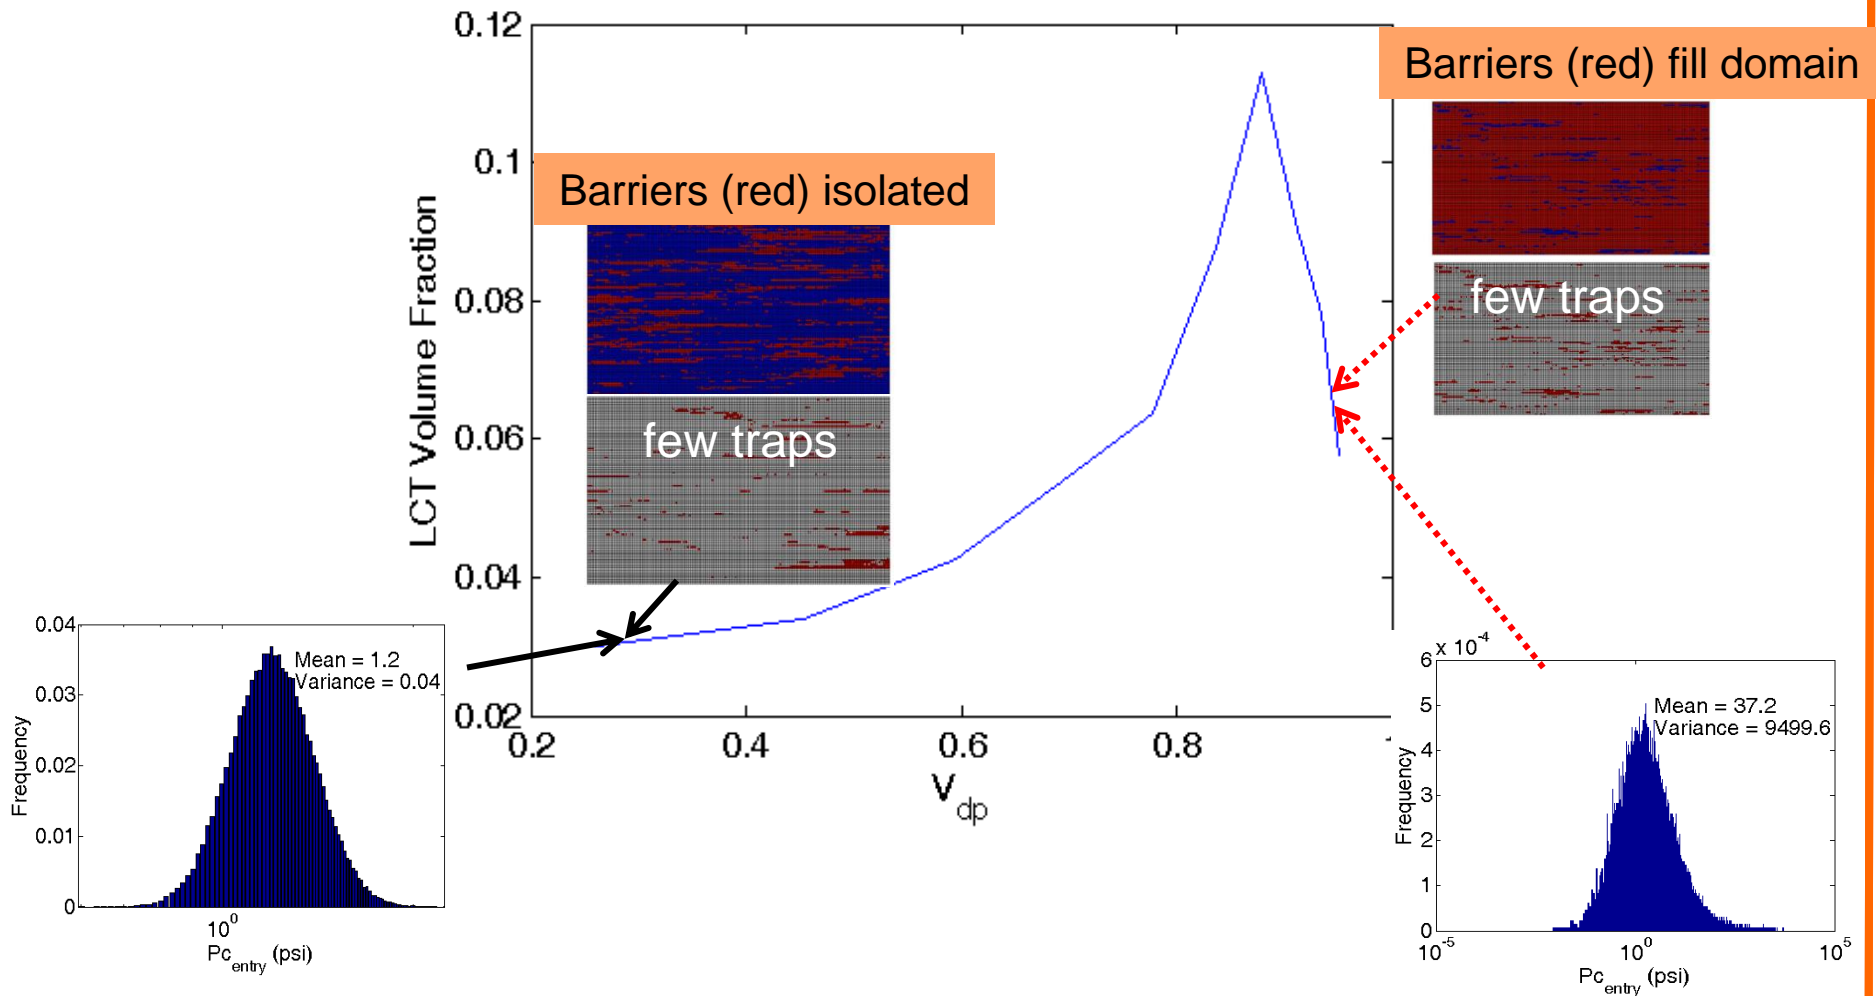 0.12
0.1
0.08
0.06
0.04
0.02
LCT Volume Fraction
0.2
0.4
0.6
0.8
V
dp
Barriers (red) isolated
few traps
Barriers (red) fill domain
few traps
0.04
0.03
0.02
0.01
0
Frequency
Mean = 1.2
Variance = 0.04
10^0
Pc_entry (psi)
x 10^-4
6
5
4
3
2
1
0
Frequency
Mean = 37.2
Variance = 9499.6
10^-5
10^0
10^5
Pc_entry (psi)